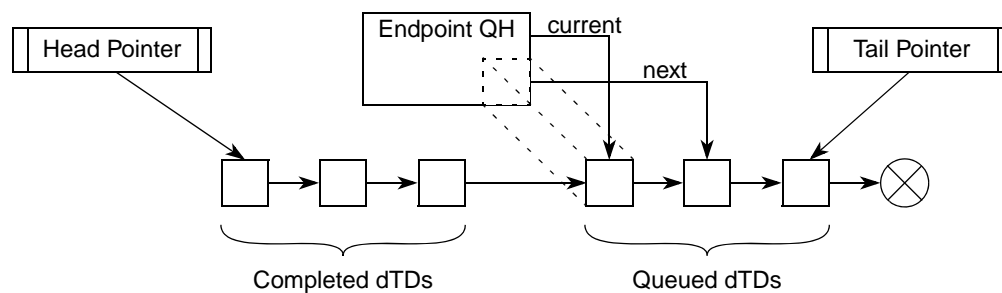 Endpoint QH
current
Head Pointer
Tail Pointer
next
Completed dTDs
Queued dTDs